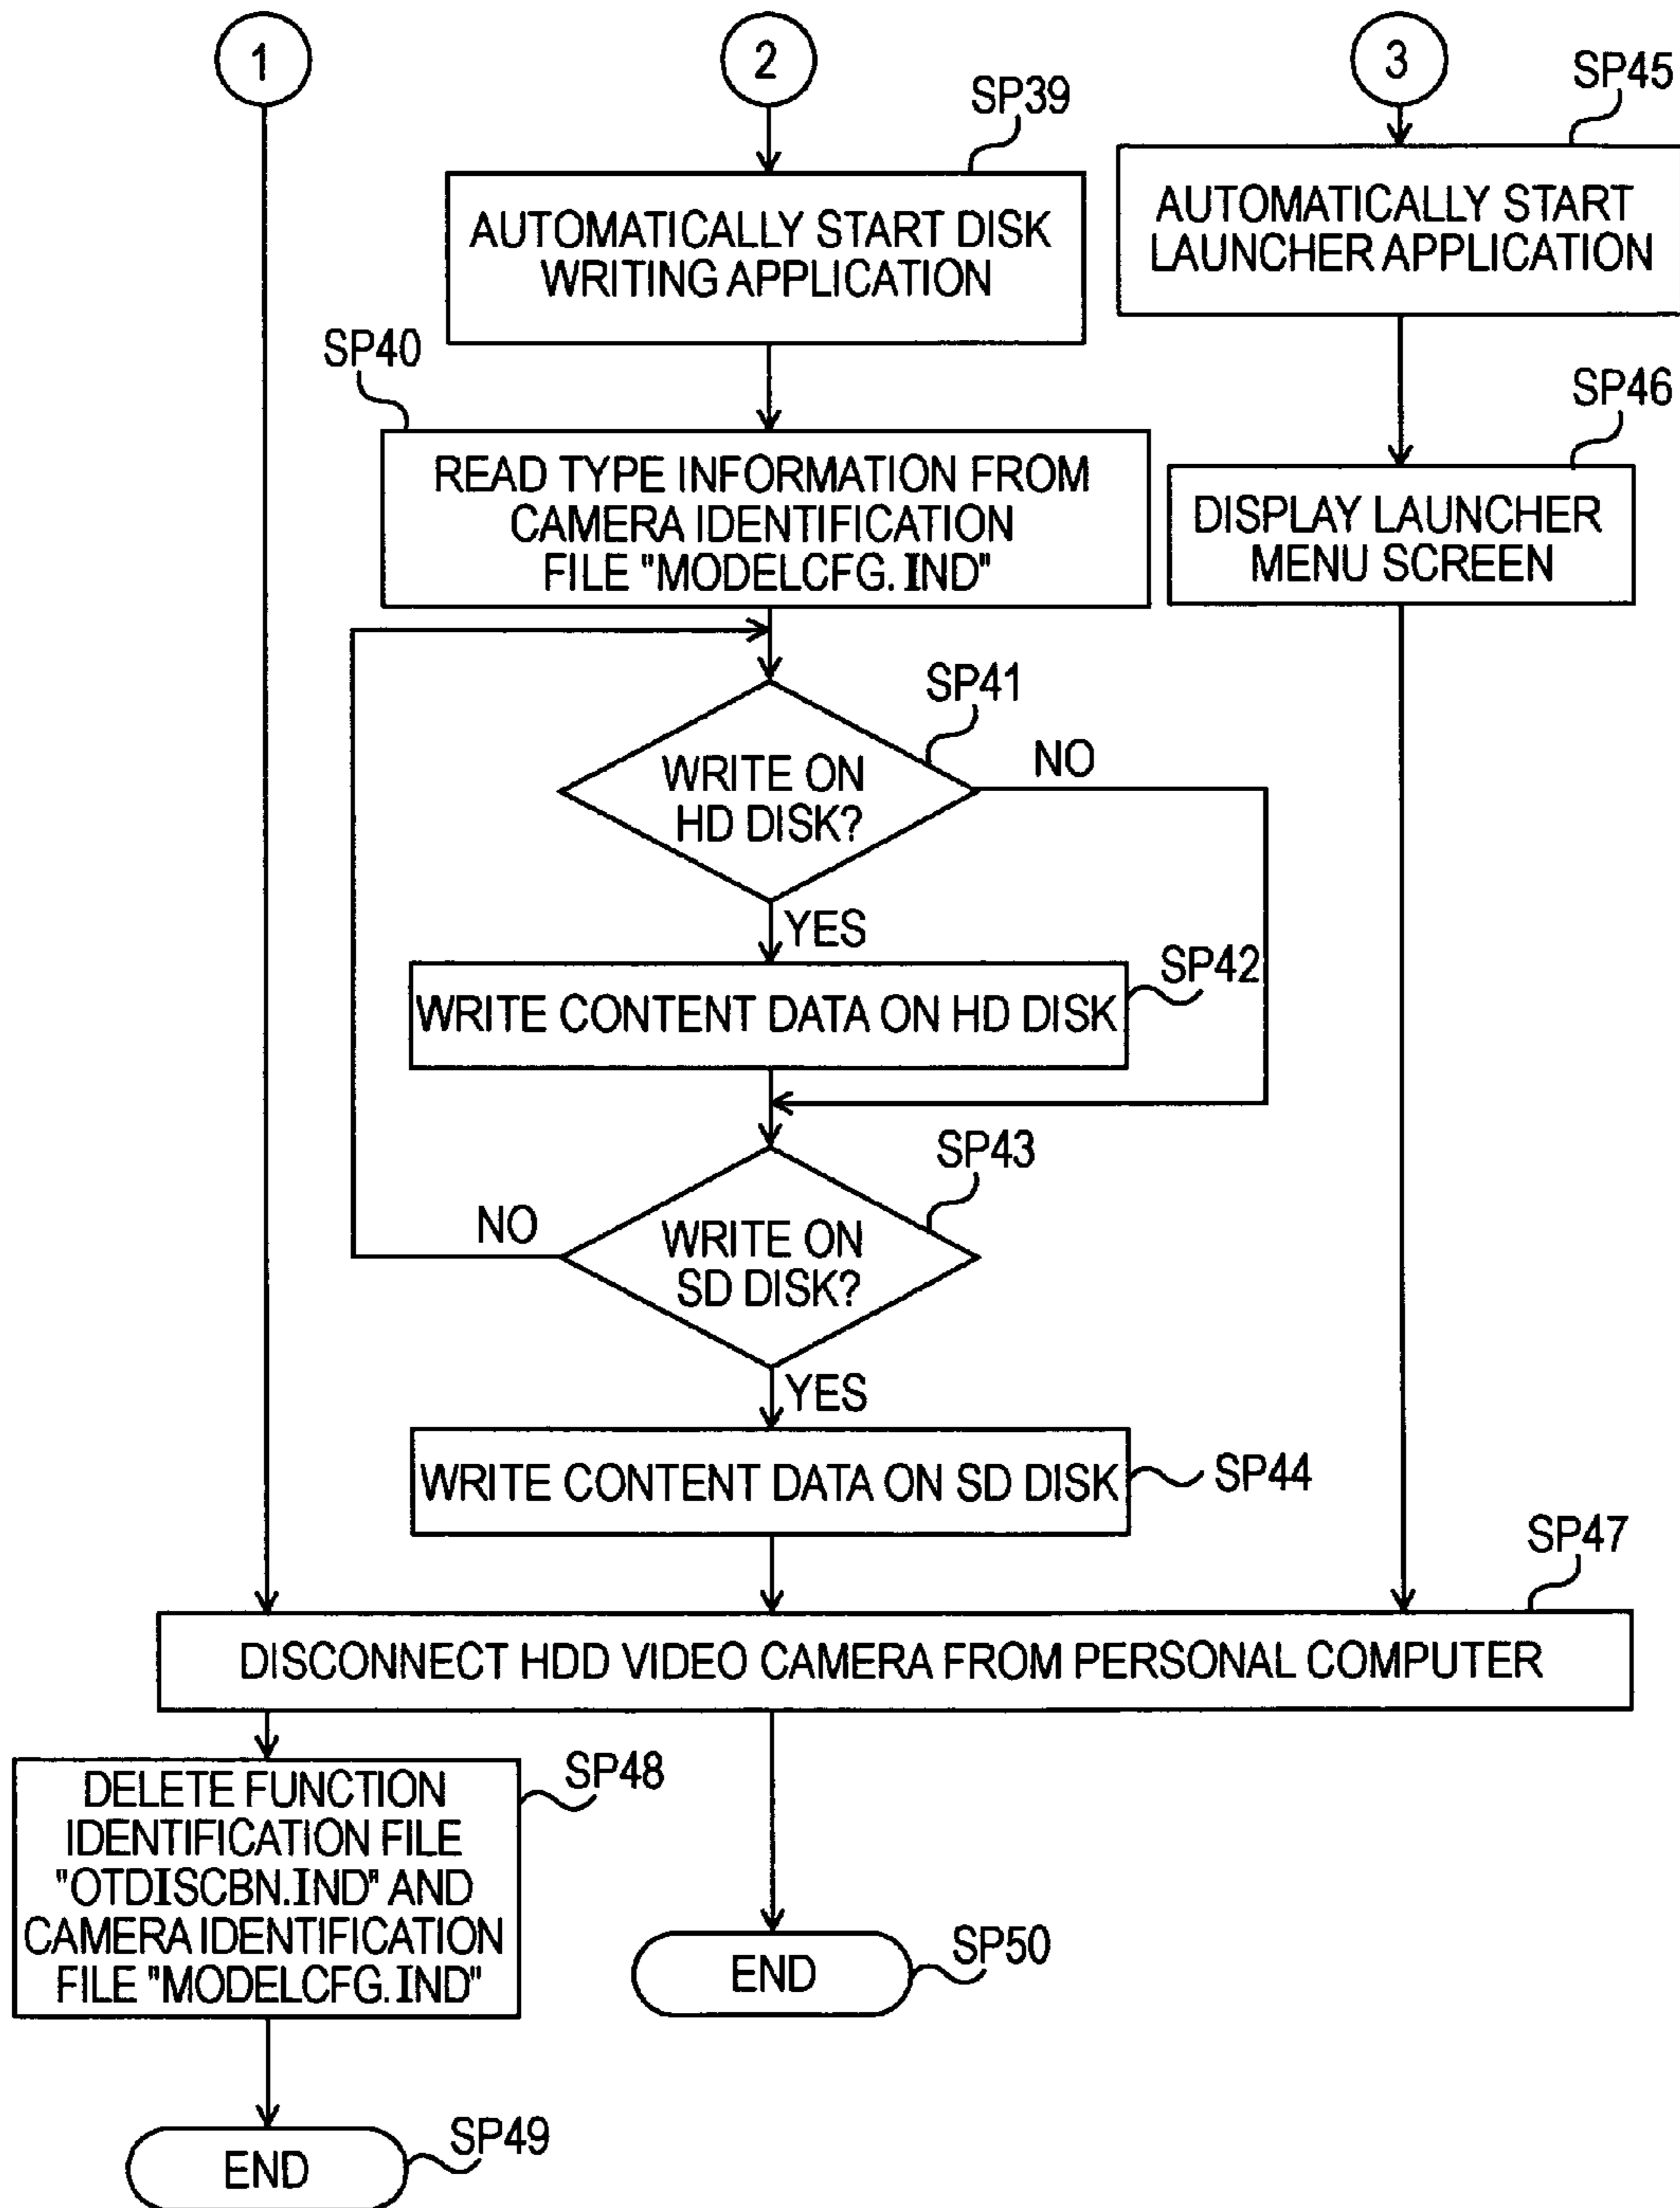 1
2
3
SP39
SP45
AUTOMATICALLY START DISK
WRITING APPLICATION
AUTOMATICALLY START
LAUNCHER APPLICATION
SP40
SP46
READ TYPE INFORMATION FROM
CAMERA IDENTIFICATION
FILE "MODELCFG.IND"
DISPLAY LAUNCHER
MENU SCREEN
SP41
WRITE ON
HD DISK?
NO
YES
SP42
WRITE CONTENT DATA ON HD DISK
SP43
NO
WRITE ON
SD DISK?
YES
WRITE CONTENT DATA ON SD DISK
SP44
SP47
DISCONNECT HDD VIDEO CAMERA FROM PERSONAL COMPUTER
SP48
DELETE FUNCTION
IDENTIFICATION FILE
"OTDISCBN.IND" AND
CAMERA IDENTIFICATION
FILE "MODELCFG.IND"
END
SP50
END
SP49